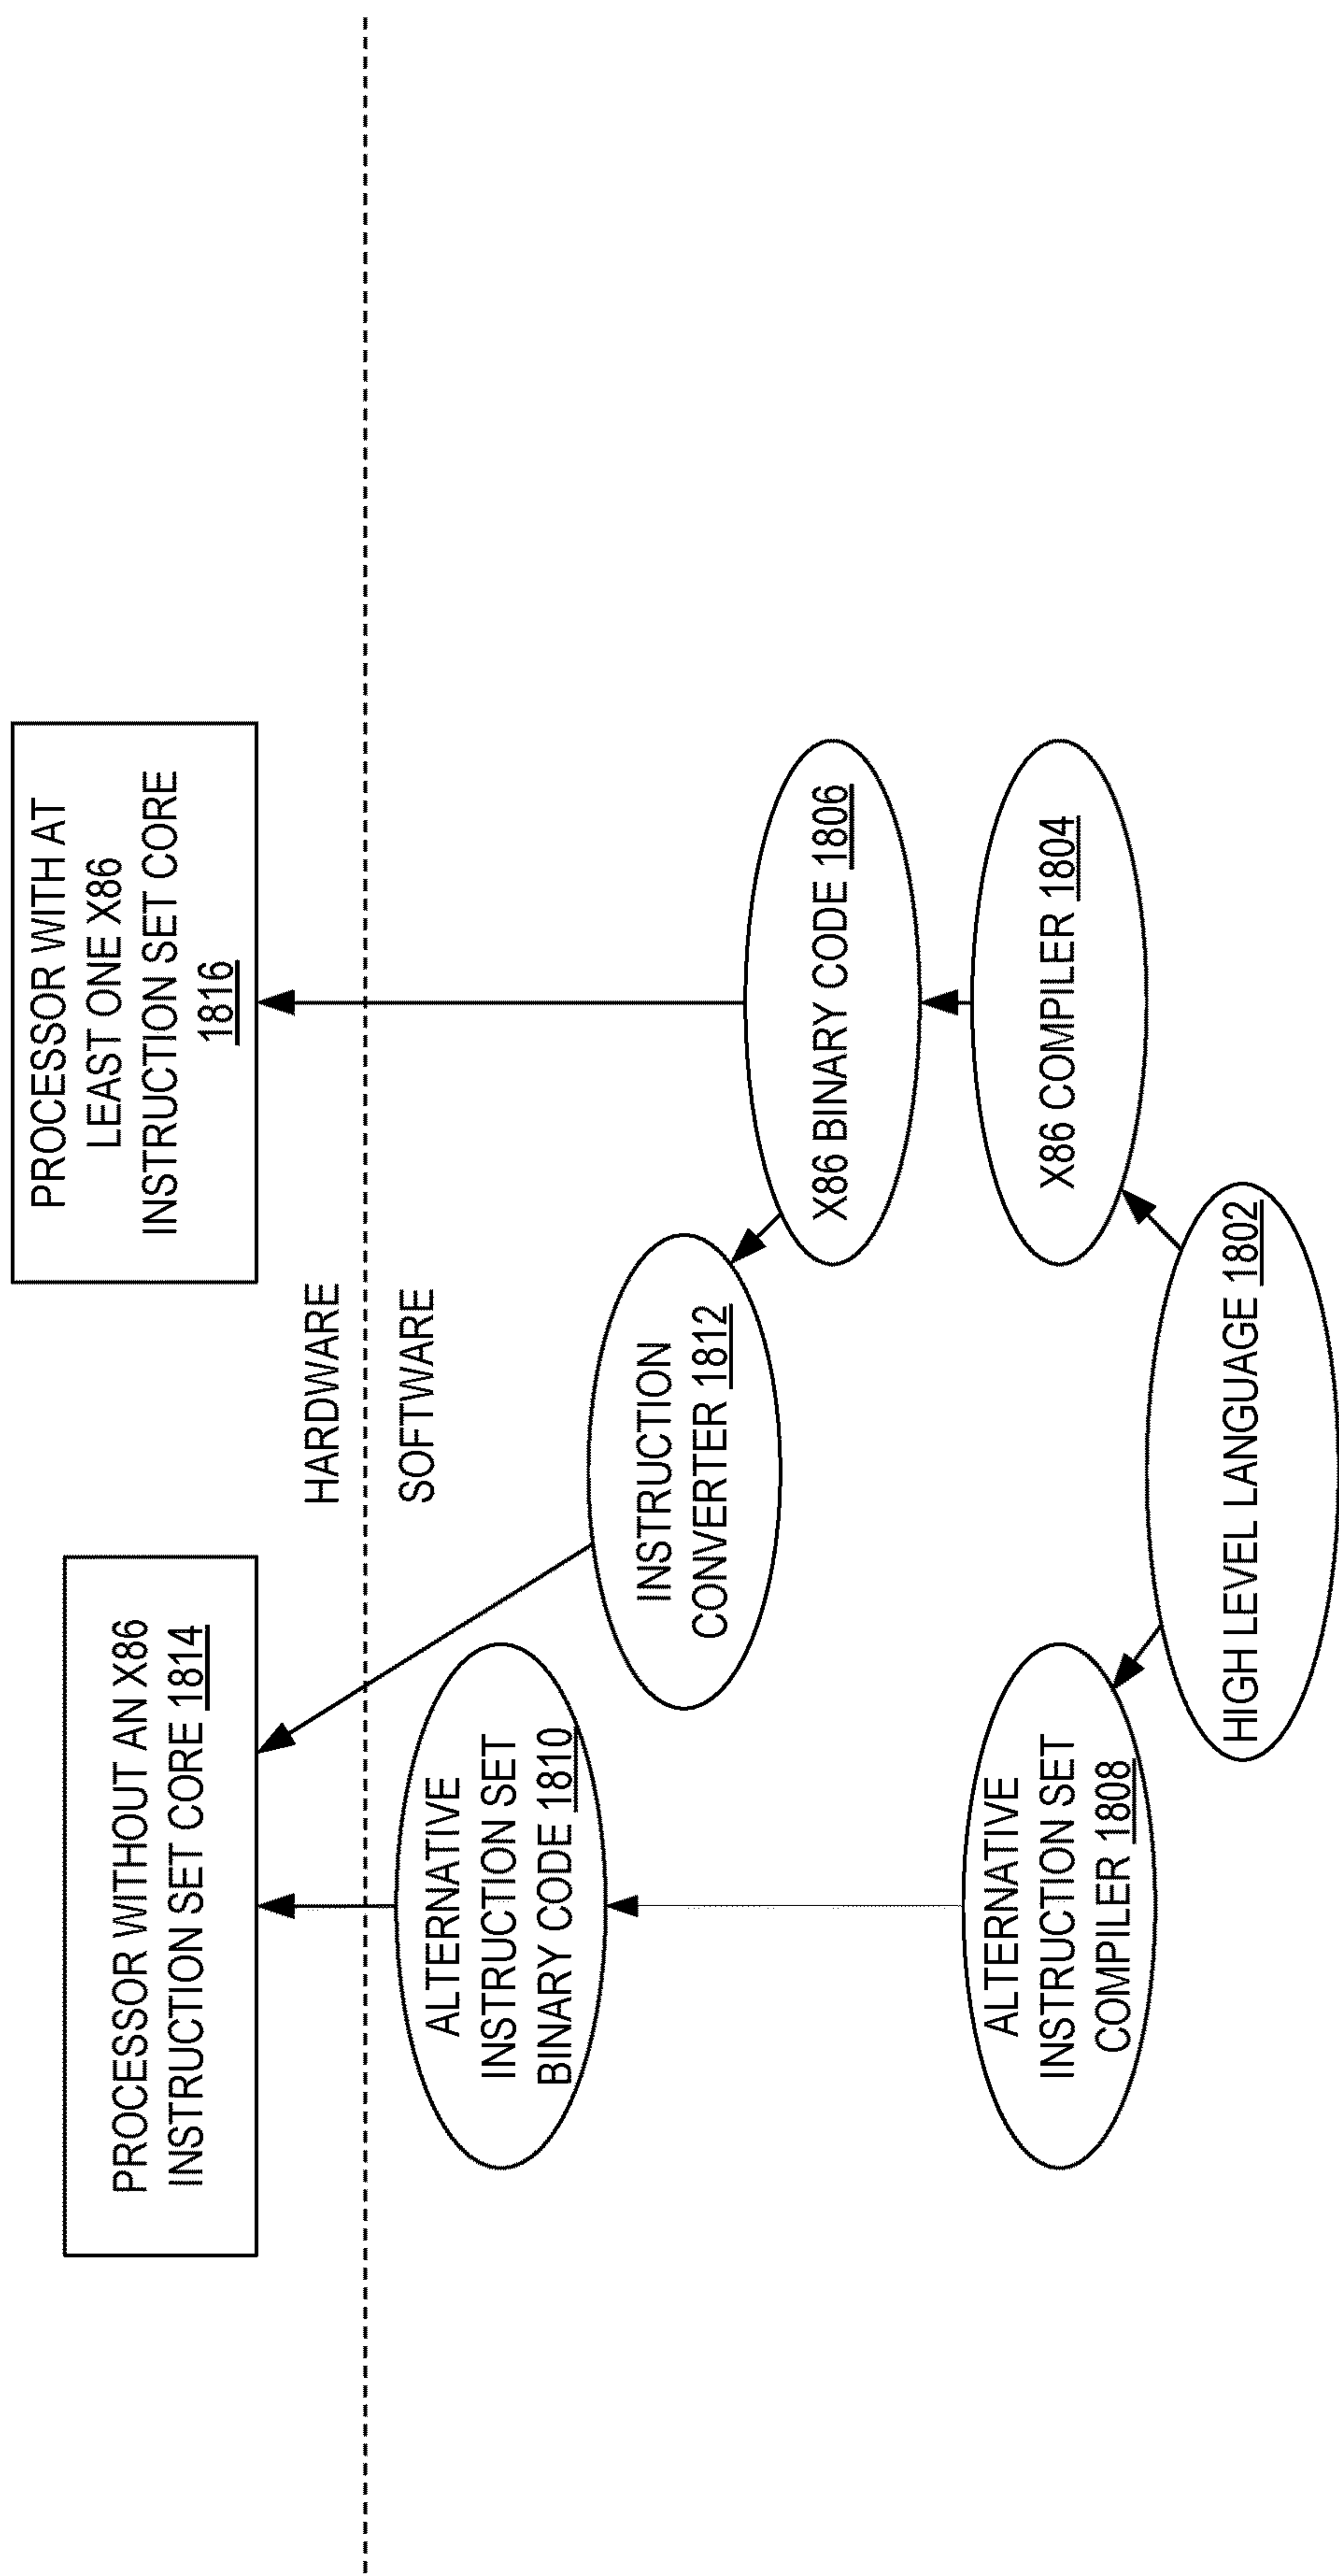 PROCESSOR WITHOUT AN X86
INSTRUCTION SET CORE 1814
PROCESSOR WITH AT
LEAST ONE X86
INSTRUCTION SET CORE
1816
HARDWARE
SOFTWARE
ALTERNATIVE
INSTRUCTION SET
BINARY CODE 1810
INSTRUCTION
CONVERTER 1812
X86 BINARY CODE 1806
ALTERNATIVE
INSTRUCTION SET
COMPILER 1808
X86 COMPILER 1804
HIGH LEVEL LANGUAGE 1802